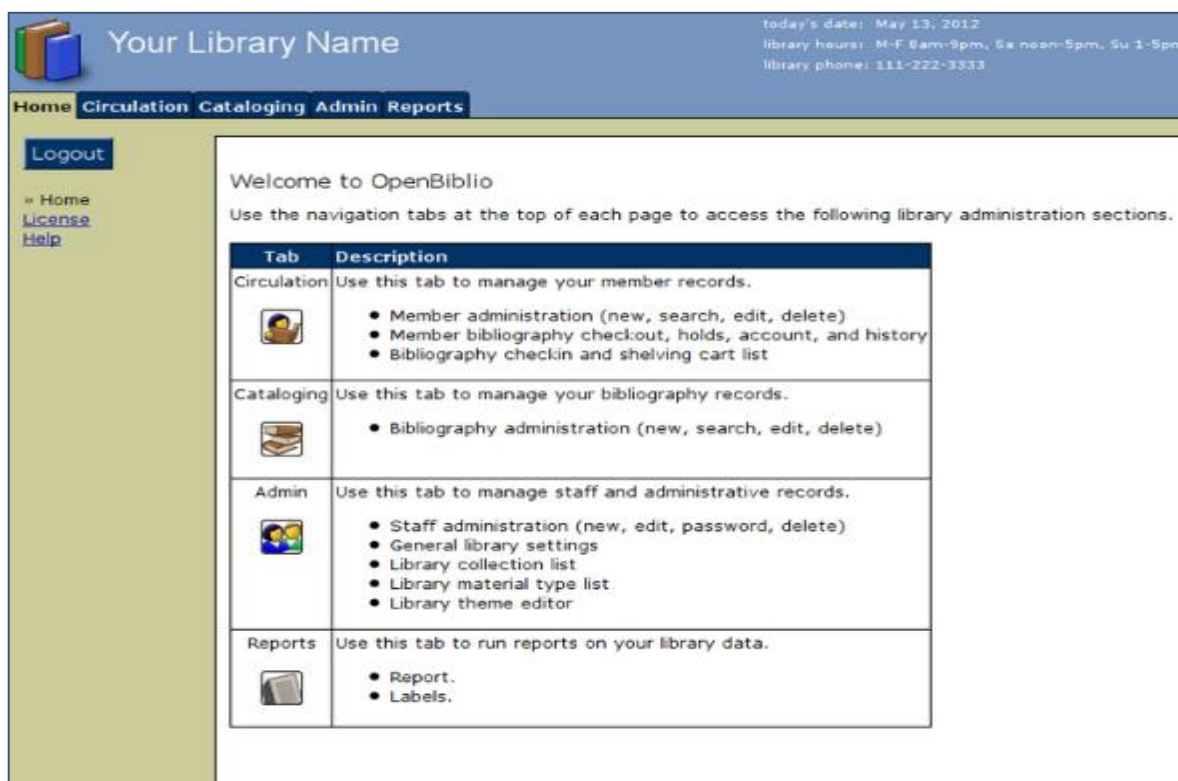 Your Library Name
today's date: May 13, 2012
library hours: M-F 8am-9pm, Sa noon-5pm, Su 1-5pm
library phone: 111-222-3333
Home Circulation Cataloging Admin Reports
Logout
» Home
License
Help
Welcome to OpenBiblio
Use the navigation tabs at the top of each page to access the following library administration sections.
Tab Description
Circulation Use this tab to manage your member records.
• Member administration (new, search, edit, delete)
• Member bibliography checkout, holds, account, and history
• Bibliography checkin and shelving cart list
Cataloging Use this tab to manage your bibliography records.
• Bibliography administration (new, search, edit, delete)
Admin Use this tab to manage staff and administrative records.
• Staff administration (new, edit, password, delete)
• General library settings
• Library collection list
• Library material type list
• Library theme editor
Reports Use this tab to run reports on your library data.
• Report.
• Labels.